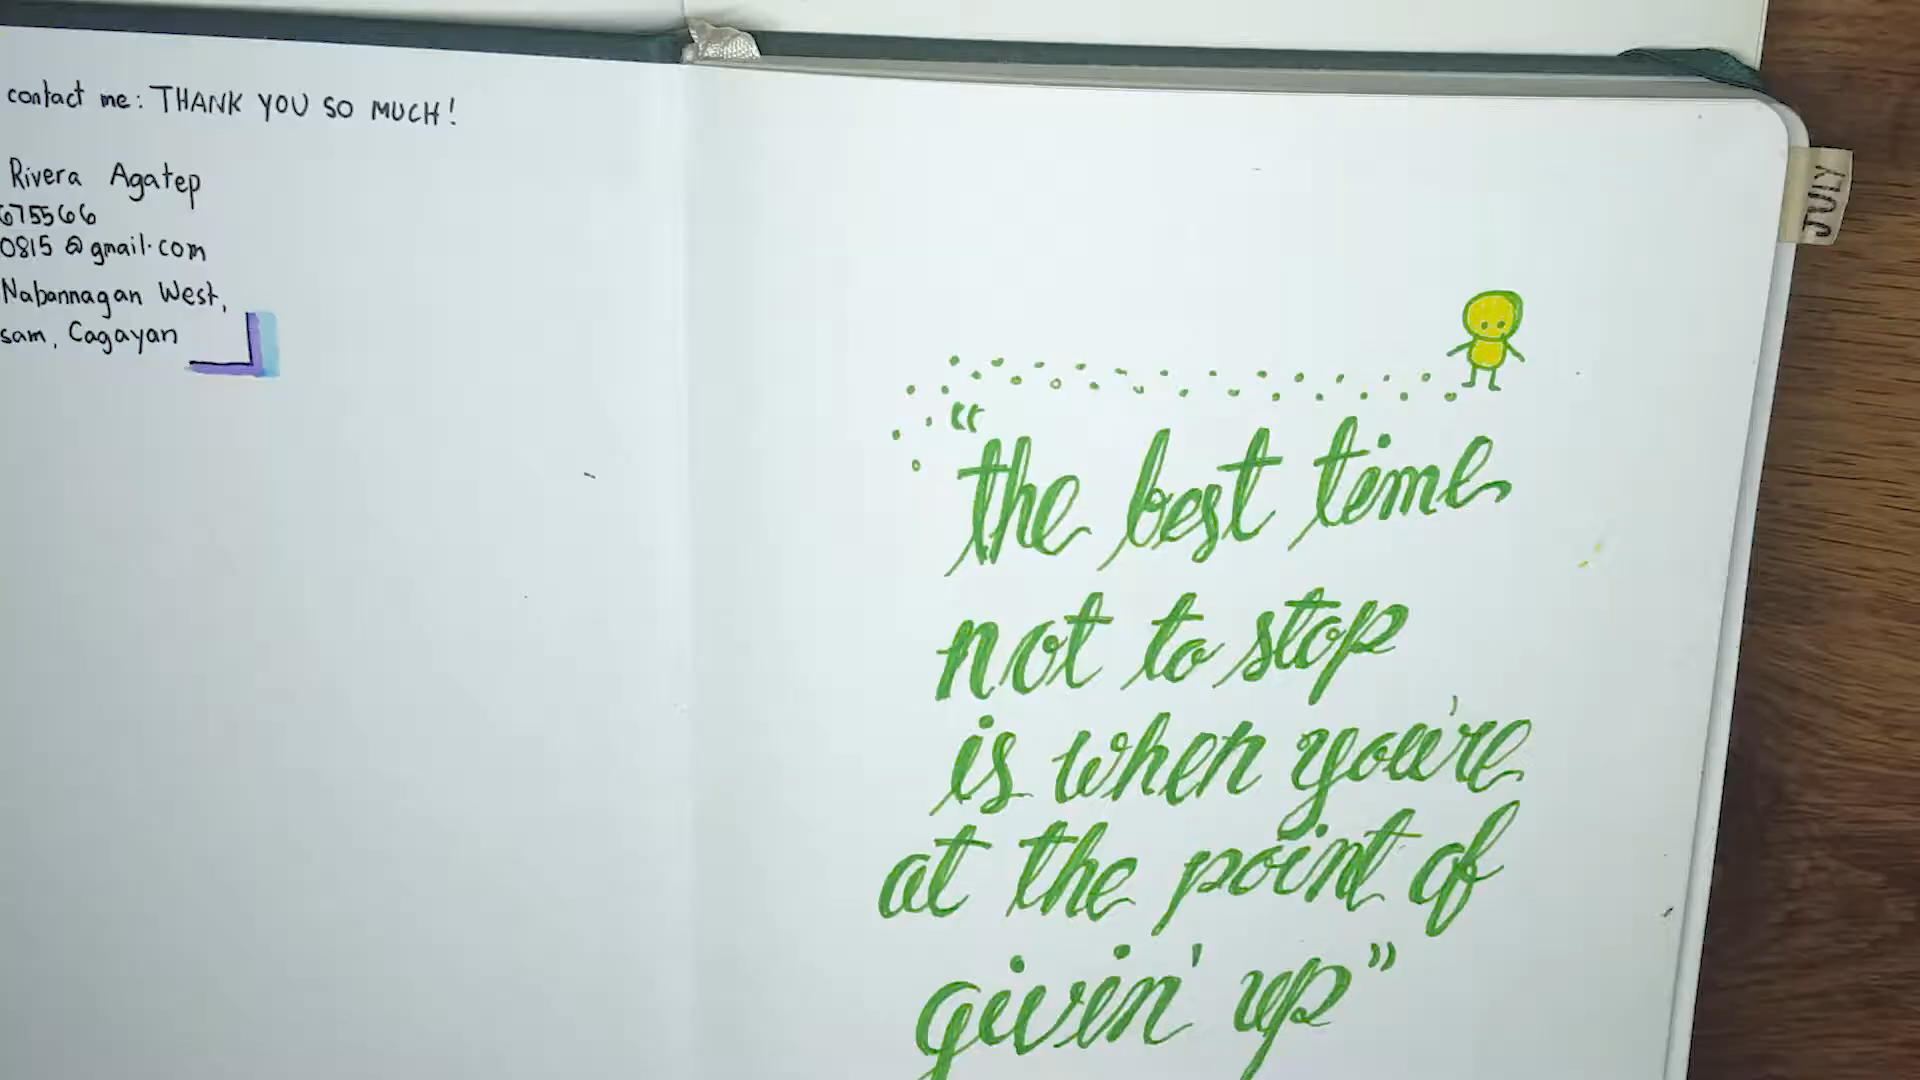 contact me: THANK YOU SO MUCH!
Rivera Agatep
675566
0815@gmail.com
Nabannagan West,
sam, Cagayan
JULY
"the best time
not to stop
is when you're
at the point of
givin' up"